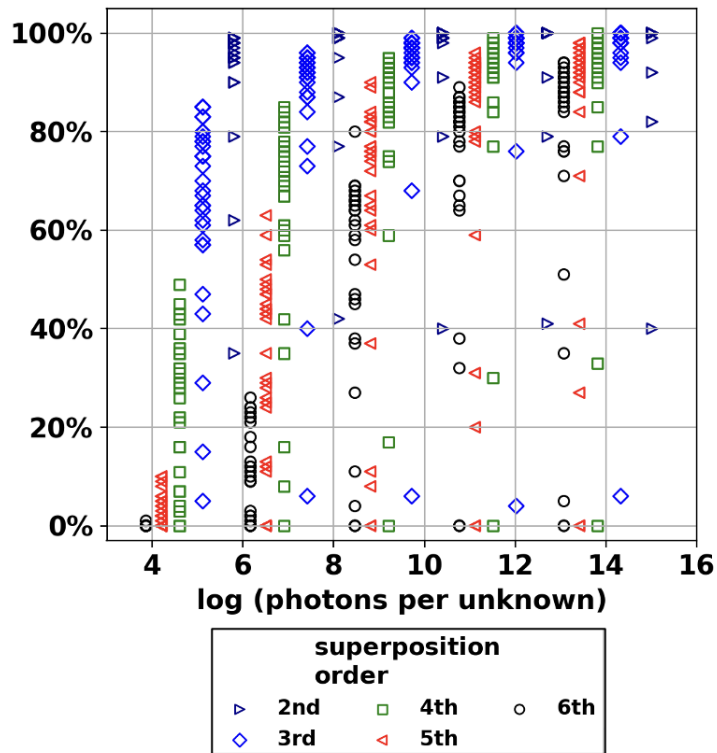 100%
80%
60%
40%
20%
0%
4 6 8 10 12 14 16
log (photons per unknown)
superposition
order
2nd 4th 6th
3rd 5th